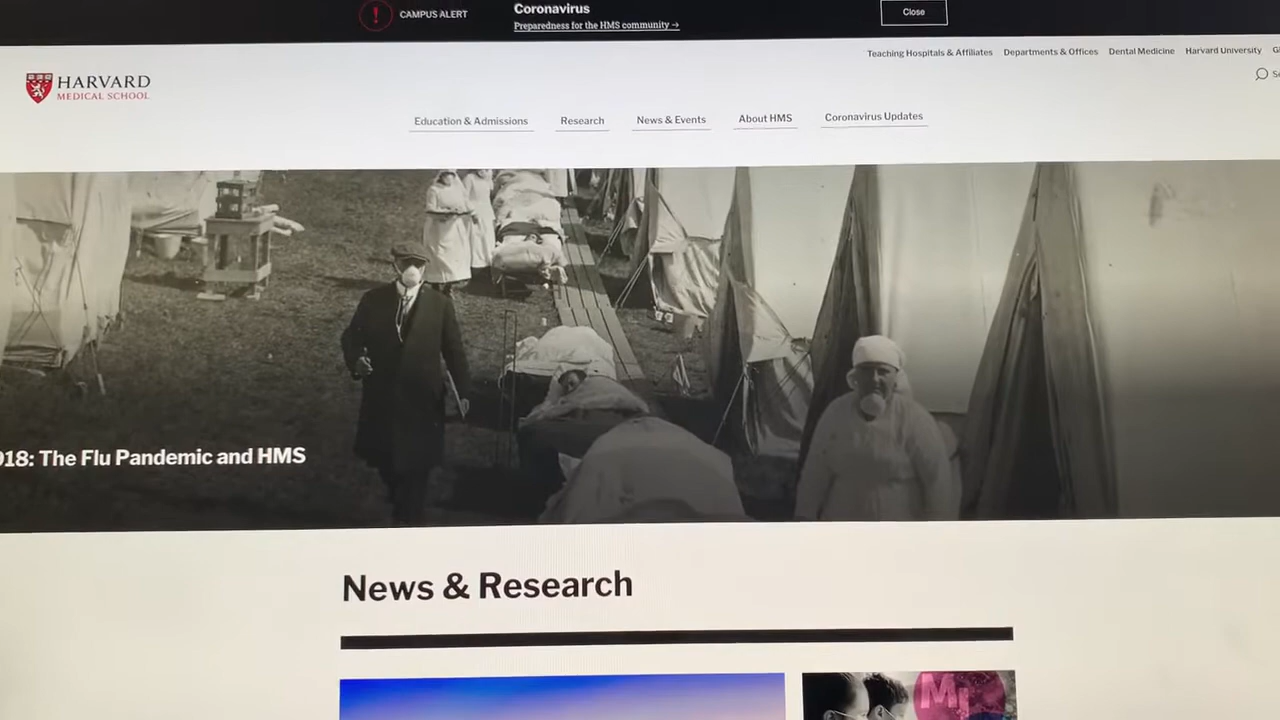 CAMPUS ALERT
Coronavirus
Preparedness for the HMS community →
Close
Teaching Hospitals & Affiliates Departments & Offices Dental Medicine Harvard University
HARVARD
MEDICAL SCHOOL
Education & Admissions Research News & Events About HMS Coronavirus Updates
918: The Flu Pandemic and HMS
News & Research